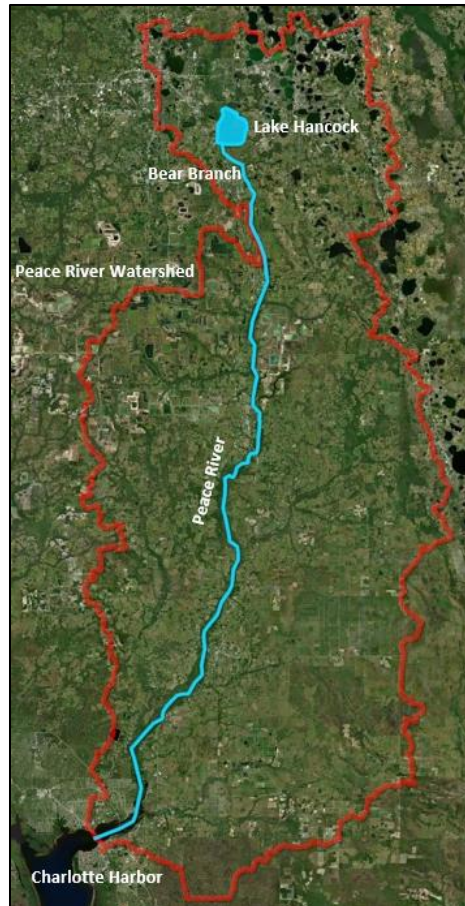 Lake Hancock
Bear Branch
Peace River Watershed
Peace River
Charlotte Harbor